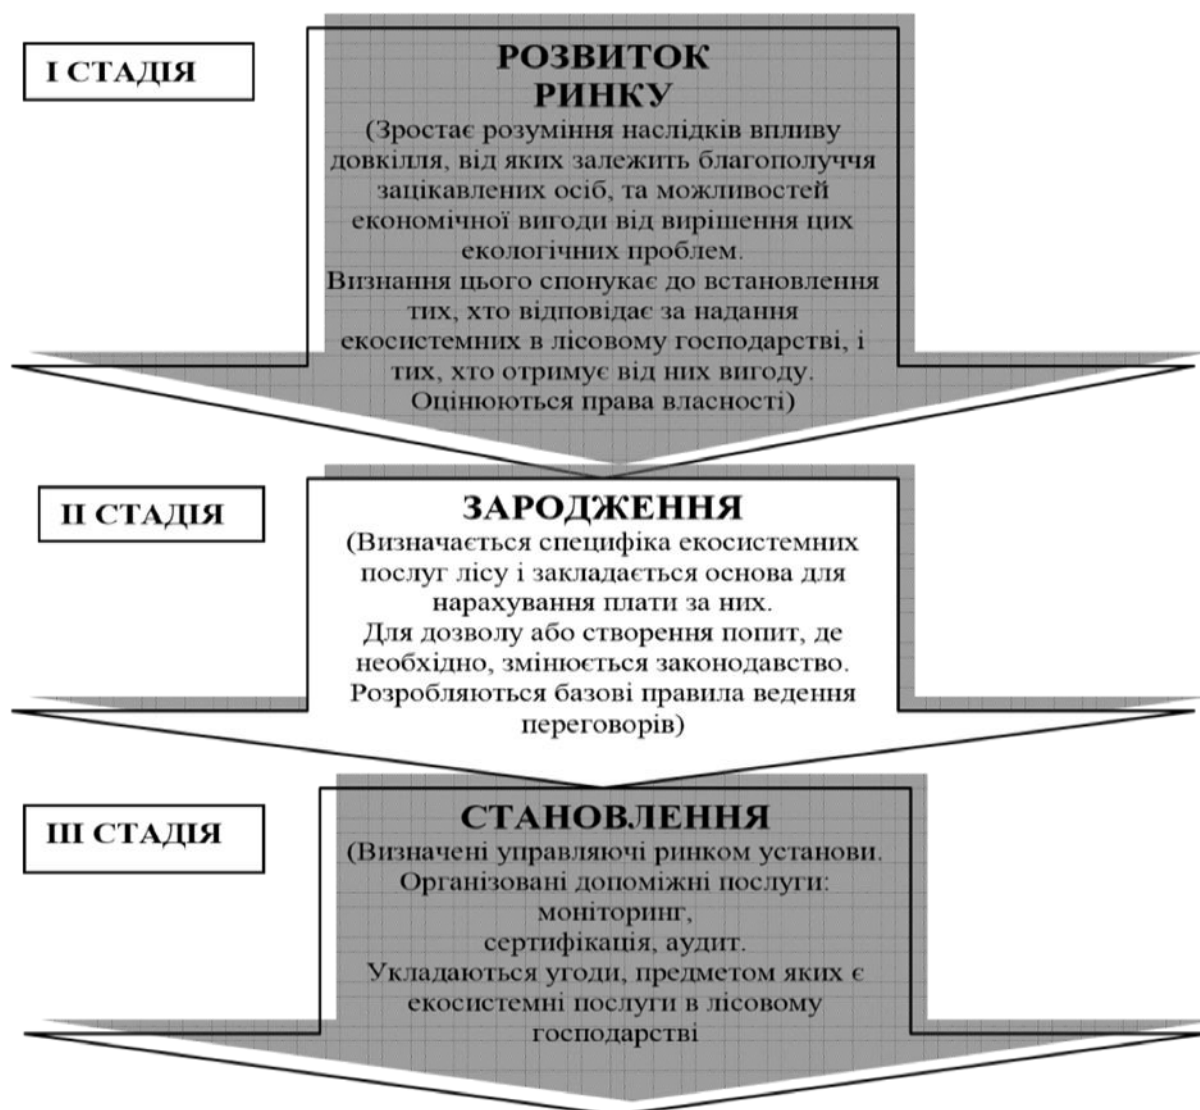 І СТАДІЯ
РОЗВИТОК
РИНКУ
(Зростає розуміння наслідків впливу
довкілля, від яких залежить благополуччя
зацікавлених осіб, та можливостей
економічної вигоди від вирішення цих
екологічних проблем.
Визнання цього спонукає до встановлення
тих, хто відповідає за надання
екосистемних в лісовому господарстві, і
тих, хто отримує від них вигоду.
Оцінюються права власності)
ІІ СТАДІЯ
ЗАРОДЖЕННЯ
(Визначається специфіка екосистемних
послуг лісу і закладається основа для
нарахування плати за них.
Для дозволу або створення попит, де
необхідно, змінюється законодавство.
Розробляються базові правила ведення
переговорів)
ІІІ СТАДІЯ
СТАНОВЛЕННЯ
(Визначені управляючі ринком установи.
Організовані допоміжні послуги:
моніторинг,
сертифікація, аудит.
Укладаються угоди, предметом яких є
екосистемні послуги в лісовому
господарстві